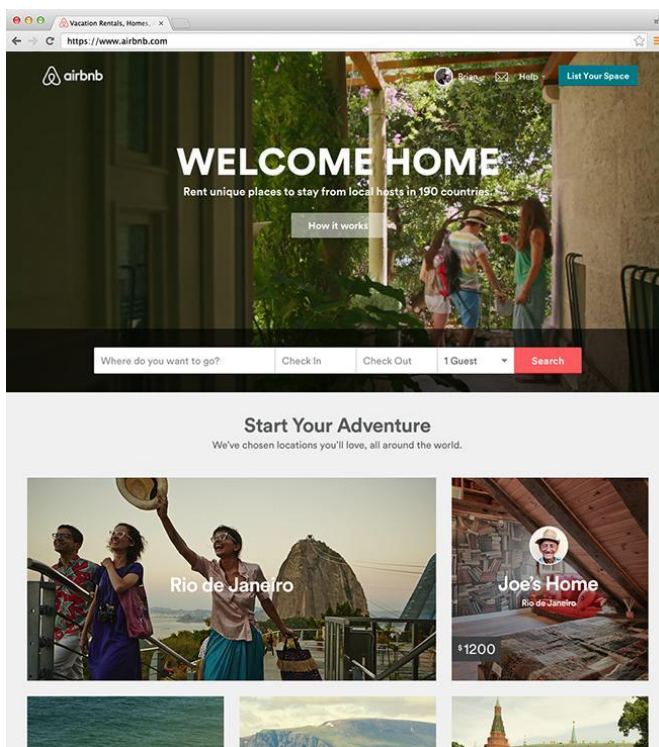 Vacation Rentals, Homes,
https://www.airbnb.com
airbnb
Brian
Help
List Your Space
WELCOME HOME
Rent unique places to stay from local hosts in 190 countries.
How it works
Where do you want to go?
Check In
Check Out
1 Guest
Search
Start Your Adventure
We've chosen locations you'll love, all around the world.
Rio de Janeiro
Joe's Home
Rio de Janeiro
$1200